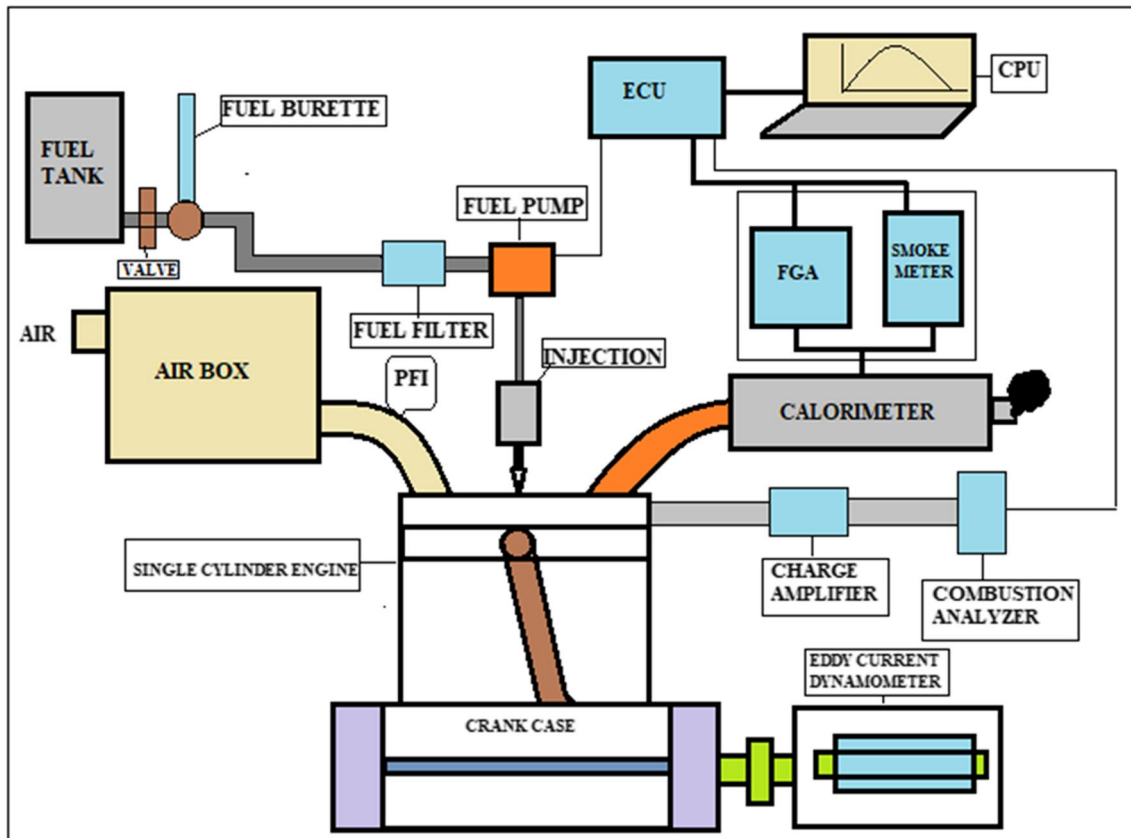 FUEL BURETTE
ECU
CPU
FUEL
TANK
FUEL PUMP
VALVE
FGA
SMOKE
METER
AIR
AIR BOX
FUEL FILTER
PFI
INJECTION
CALORIMETER
SINGLE CYLINDER ENGINE
CHARGE
AMPLIFIER
COMBUSTION
ANALYZER
EDDY CURRENT
DYNAMOMETER
CRANK CASE